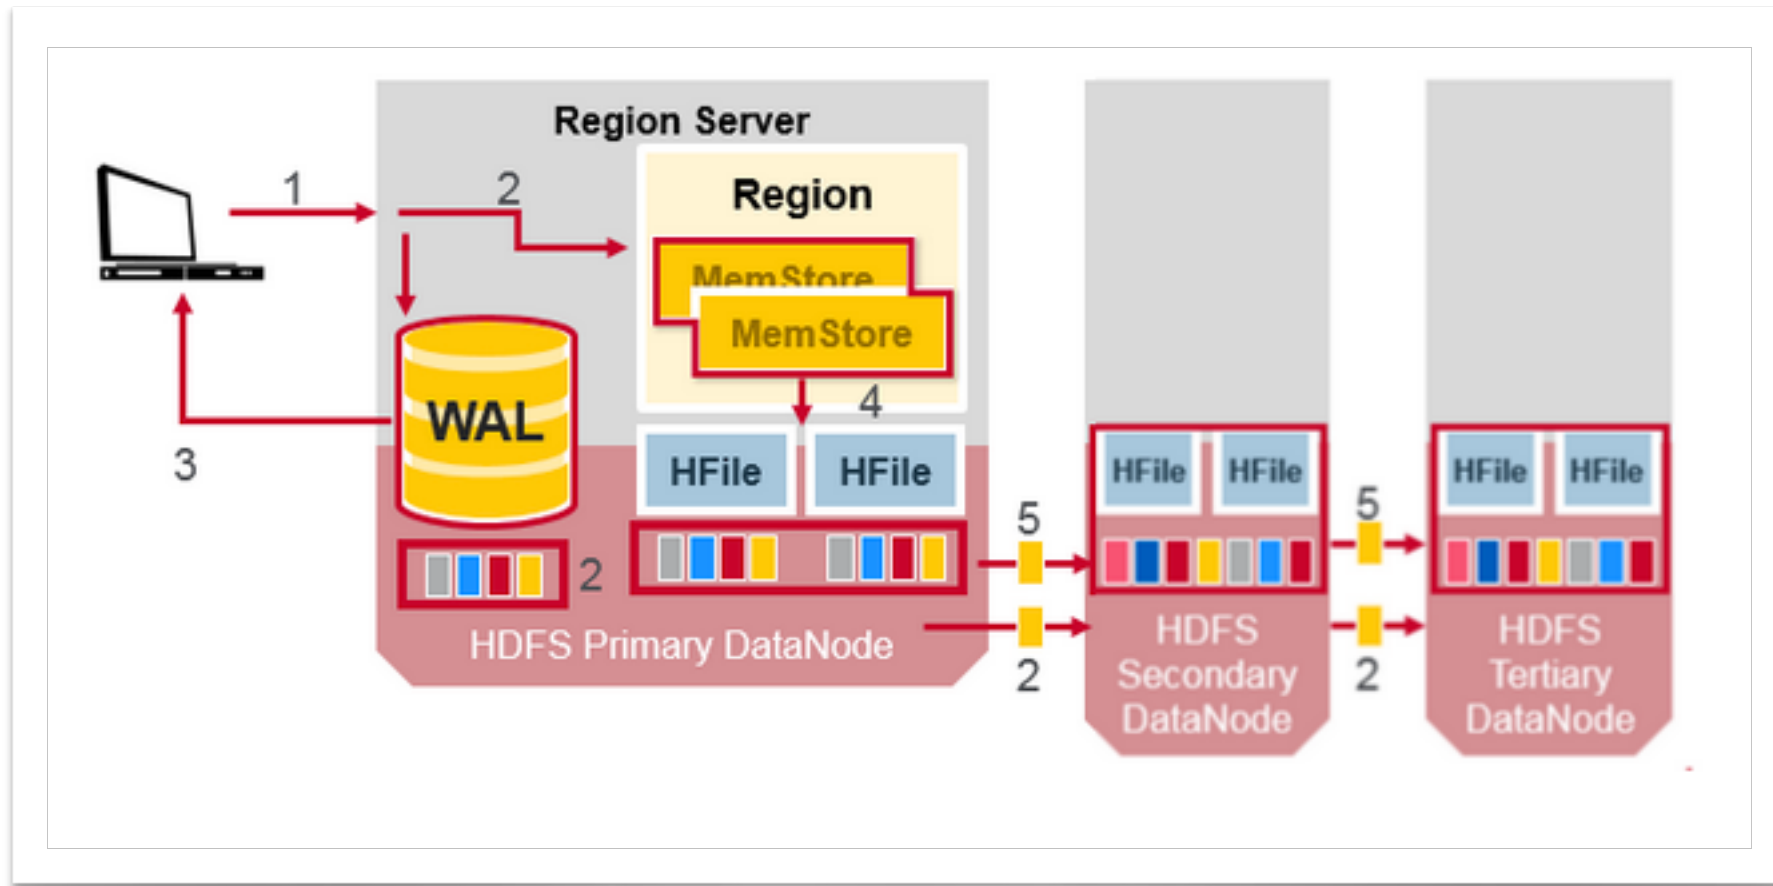 Region Server
1
2
Region
MemStore
MemStore
WAL
3
4
HFile
HFile
2
HDFS Primary DataNode
5
2
HFile
HFile
HDFS
Secondary
DataNode
5
2
HFile
HFile
HDFS
Tertiary
DataNode